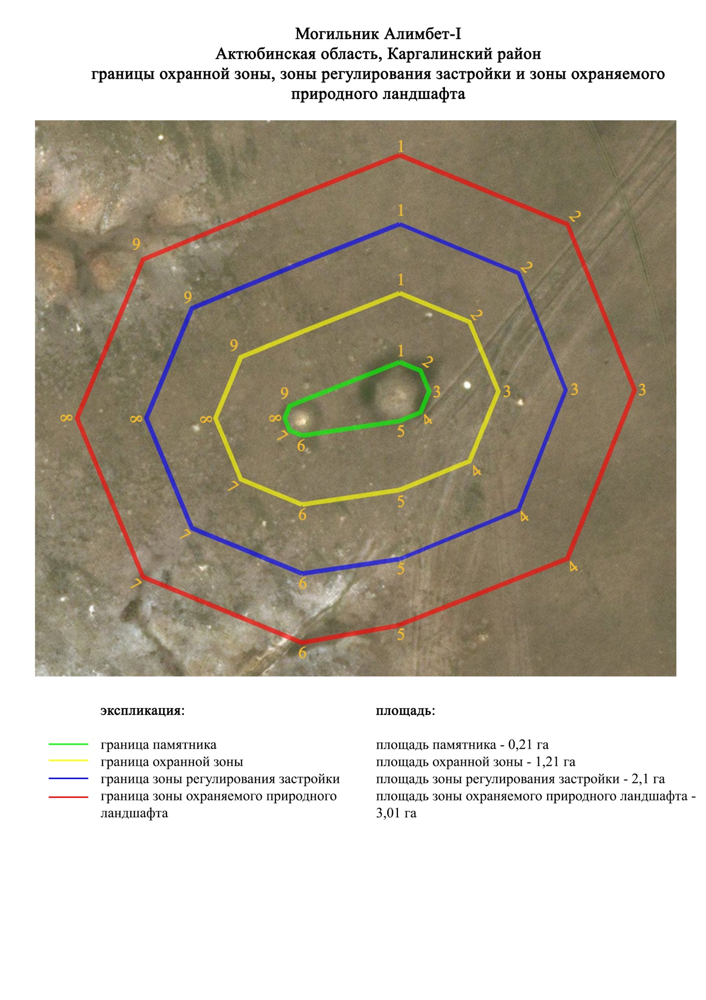 Могильник Алимбет-I
Актюбинская область, Каргалинский район
границы охранной зоны, зоны регулирования застройки и зоны охраняемого
природного ландшафта
1
2
9
1
2
9
1
2
9
1
2
9
3
3
3
3
8
8
8
8
4
5
7
6
4
7
5
6
4
7
5
6
4
7
5
6
экспликация:
площадь:
граница памятника
площадь памятника - 0,21 га
граница охранной зоны
площадь охранной зоны - 1,21 га
граница зоны регулирования застройки
площадь зоны регулирования застройки - 2,1 га
граница зоны охраняемого природного
ландшафта
площадь зоны охраняемого природного ландшафта -
3,01 га